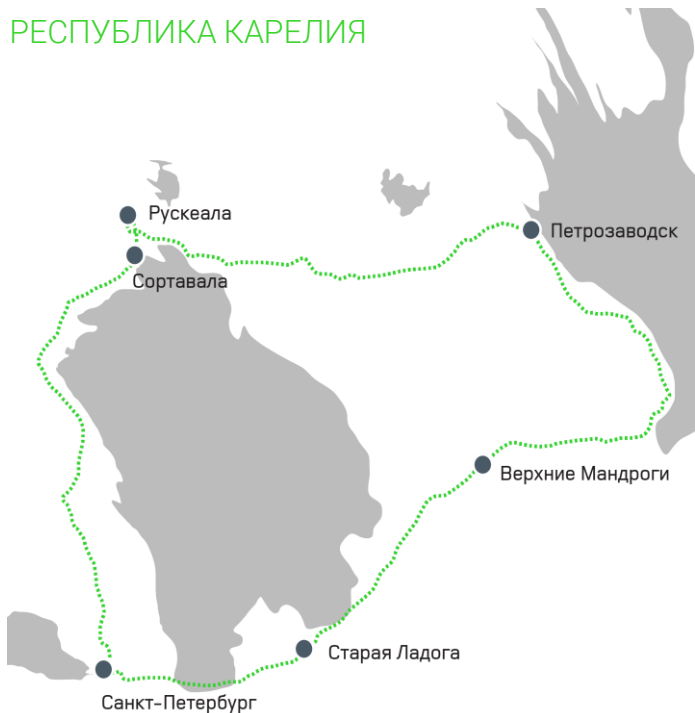 РЕСПУБЛИКА КАРЕЛИЯ
Рускеала
Петрозаводск
Сортавала
Верхние Мандроги
Старая Ладога
Санкт-Петербург